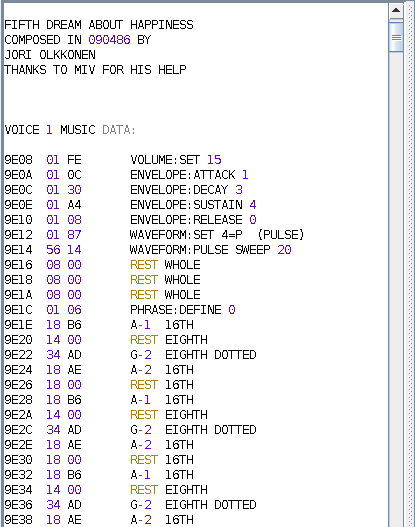 FIFTH DREAM ABOUT HAPPINESS
COMPOSED IN 090486 BY
JORI OLKKONEN
THANKS TO MIV FOR HIS HELP
VOICE 1 MUSIC DATA:
9E08 01 FE VOLUME:SET 15
9E0A 01 0C ENVELOPE:ATTACK 1
9E0C 01 30 ENVELOPE:DECAY 3
9E0E 01 A4 ENVELOPE:SUSTAIN 4
9E10 01 08 ENVELOPE:RELEASE 0
9E12 01 87 WAVEFORM:SET 4=P (PULSE)
9E14 56 14 WAVEFORM:PULSE SWEEP 20
9E16 08 00 REST WHOLE
9E18 08 00 REST WHOLE
9E1A 08 00 REST WHOLE
9E1C 01 06 PHRASE:DEFINE 0
9E1E 18 B6 A-1 16TH
9E20 14 00 REST EIGHTH
9E22 34 AD G-2 EIGHTH DOTTED
9E24 18 AE A-2 16TH
9E26 18 00 REST 16TH
9E28 18 B6 A-1 16TH
9E2A 14 00 REST EIGHTH
9E2C 34 AD G-2 EIGHTH DOTTED
9E2E 18 AE A-2 16TH
9E30 18 00 REST 16TH
9E32 18 B6 A-1 16TH
9E34 14 00 REST EIGHTH
9E36 34 AD G-2 EIGHTH DOTTED
9E38 18 AE A-2 16TH